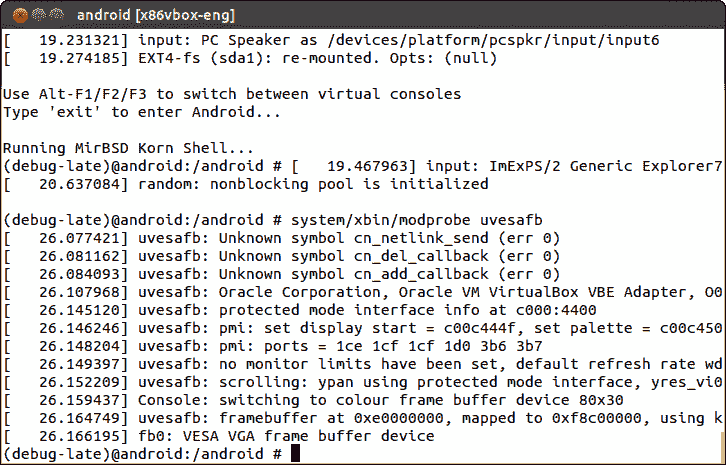 android [x86vbox-eng]
[   19.231321] input: PC Speaker as /devices/platform/pcspkr/input/input6
[   19.274185] EXT4-fs (sda1): re-mounted. Opts: (null)
Use Alt-F1/F2/F3 to switch between virtual consoles
Type 'exit' to enter Android...
Running MirBSD Korn Shell...
(debug-late)@android:/android # [   19.467963] input: ImExPS/2 Generic Explorer7
[   20.637084] random: nonblocking pool is initialized
(debug-late)@android:/android # system/xbin/modprobe uvesafb
[   26.077421] uvesafb: Unknown symbol cn_netlink_send (err 0)
[   26.081162] uvesafb: Unknown symbol cn_del_callback (err 0)
[   26.084093] uvesafb: Unknown symbol cn_add_callback (err 0)
[   26.107968] uvesafb: Oracle Corporation, Oracle VM VirtualBox VBE Adapter, O0
[   26.145120] uvesafb: protected mode interface info at c000:4400
[   26.146246] uvesafb: pmi: set display start = c00c444f, set palette = c00c450
[   26.148204] uvesafb: pmi: ports = 1ce 1cf 1cf 1d0 3b6 3b7
[   26.149397] uvesafb: no monitor limits have been set, default refresh rate wd
[   26.152209] uvesafb: scrolling: ypan using protected mode interface, yres_vi0
[   26.159437] Console: switching to colour frame buffer device 80x30
[   26.164749] uvesafb: framebuffer at 0xe0000000, mapped to 0xf8c00000, using k
[   26.166195] fb0: VESA VGA frame buffer device
(debug-late)@android:/android #